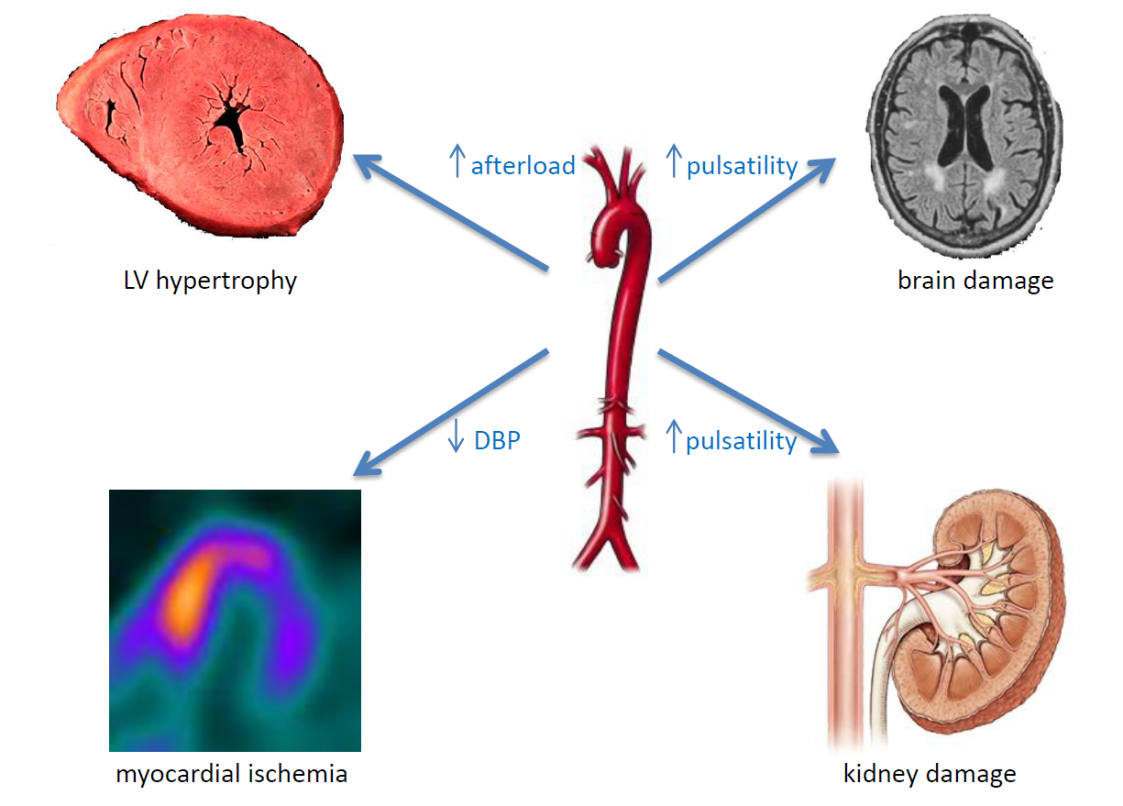 ↑ afterload
↑ pulsatility
LV hypertrophy
brain damage
↓ DBP
↑ pulsatility
myocardial ischemia
kidney damage